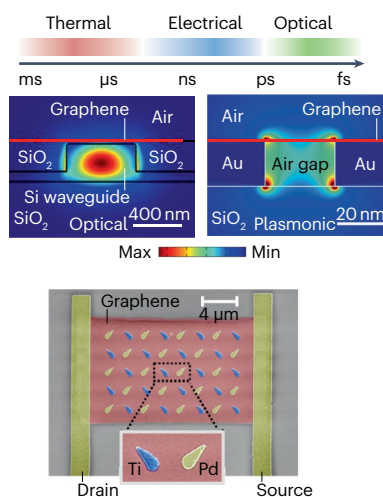 Thermal Electrical Optical
ms µs ns ps fs
Graphene Air
SiO2 SiO2
Si waveguide
SiO2 Optical 400 nm
Air Graphene
Au Air gap Au
SiO2 Plasmonic 20 nm
Max Min
Graphene 4 µm
Ti Pd
Drain Source